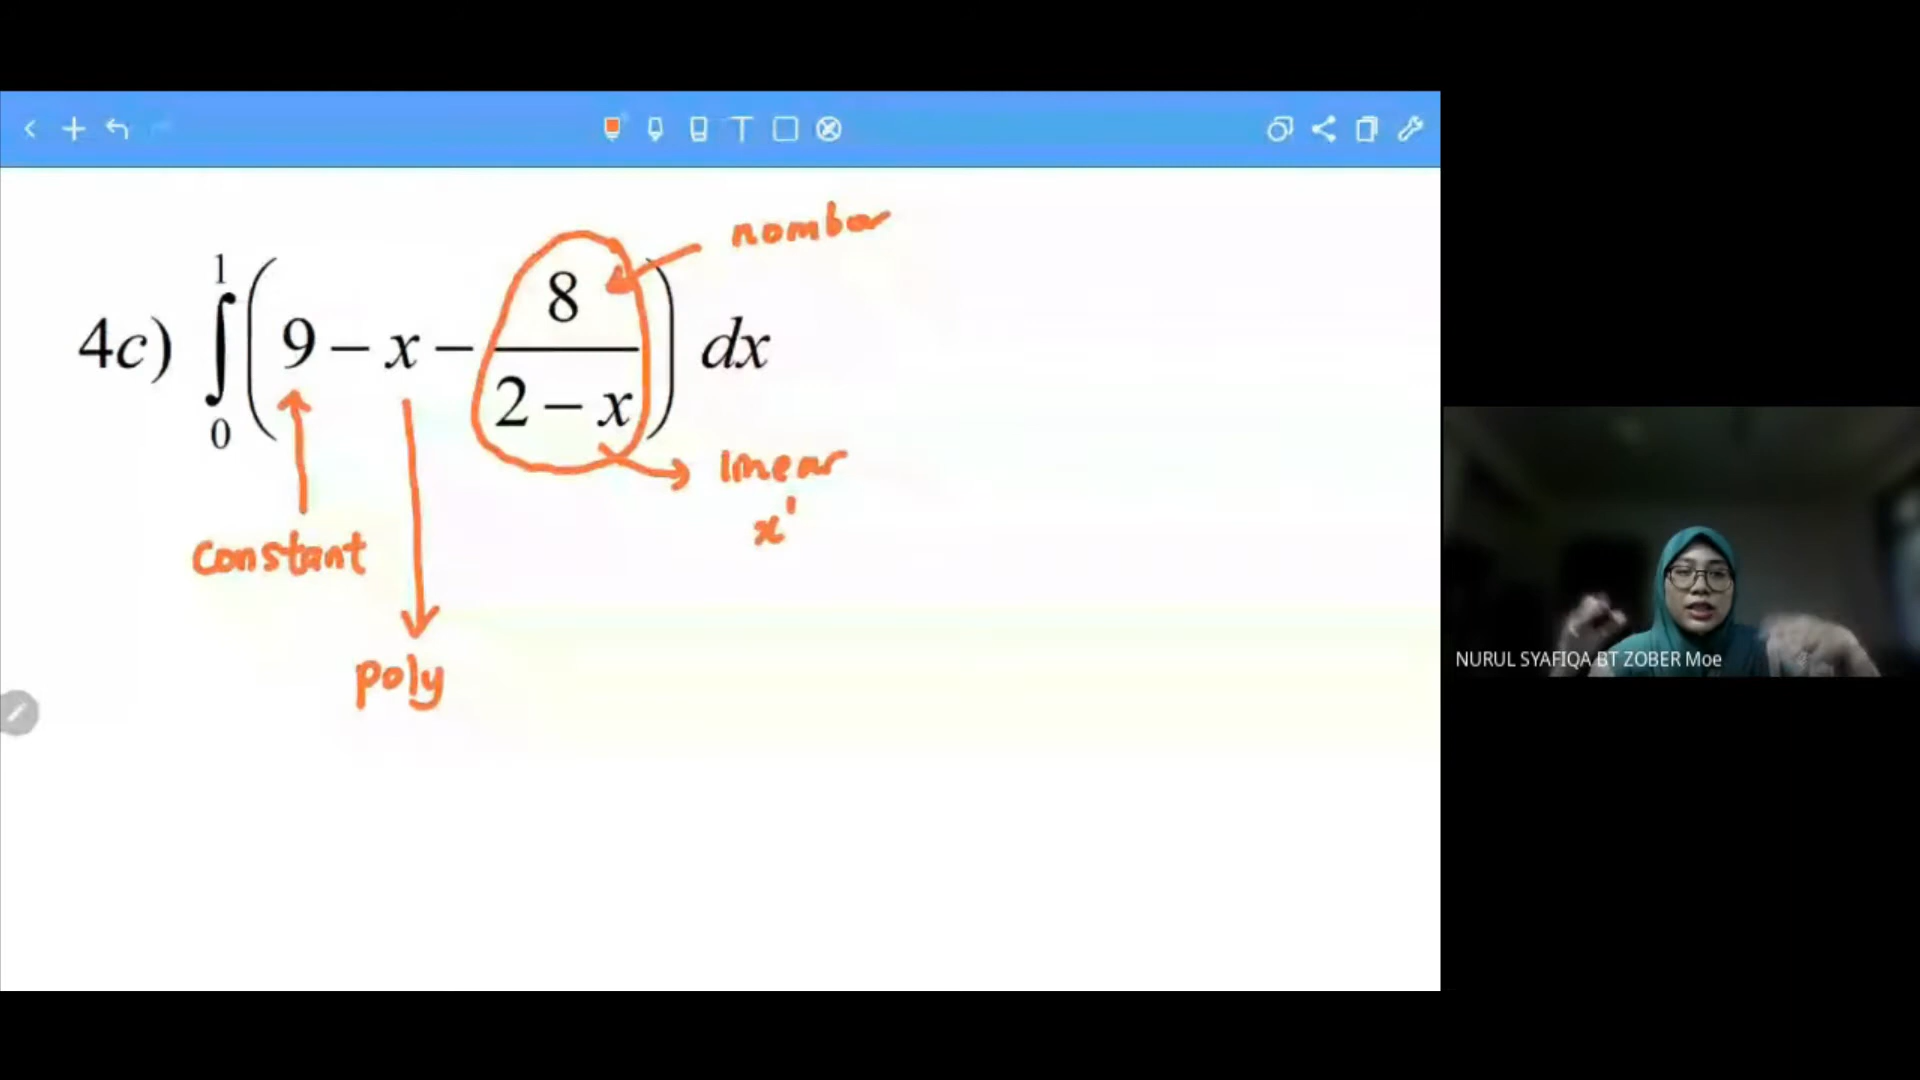 nombor
4c) ∫₀¹ (9 − x − 8/(2 − x)) dx
linear
x¹
constant
poly
NURUL SYAFIQA BT ZOBER Moe